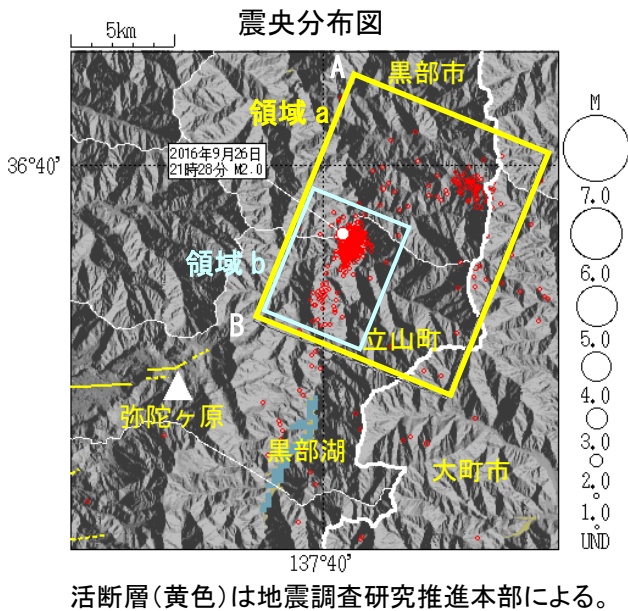 震央分布図
5km
A
黒部市
領域a
2016年9月26日
21時28分 M2.0
36°40'
領域b
B
立山町
弥陀ヶ原
黒部湖
大町市
137°40'
M
7.0
6.0
5.0
4.0
3.0
2.0
1.0
UND
活断層(黄色)は地震調査研究推進本部による。